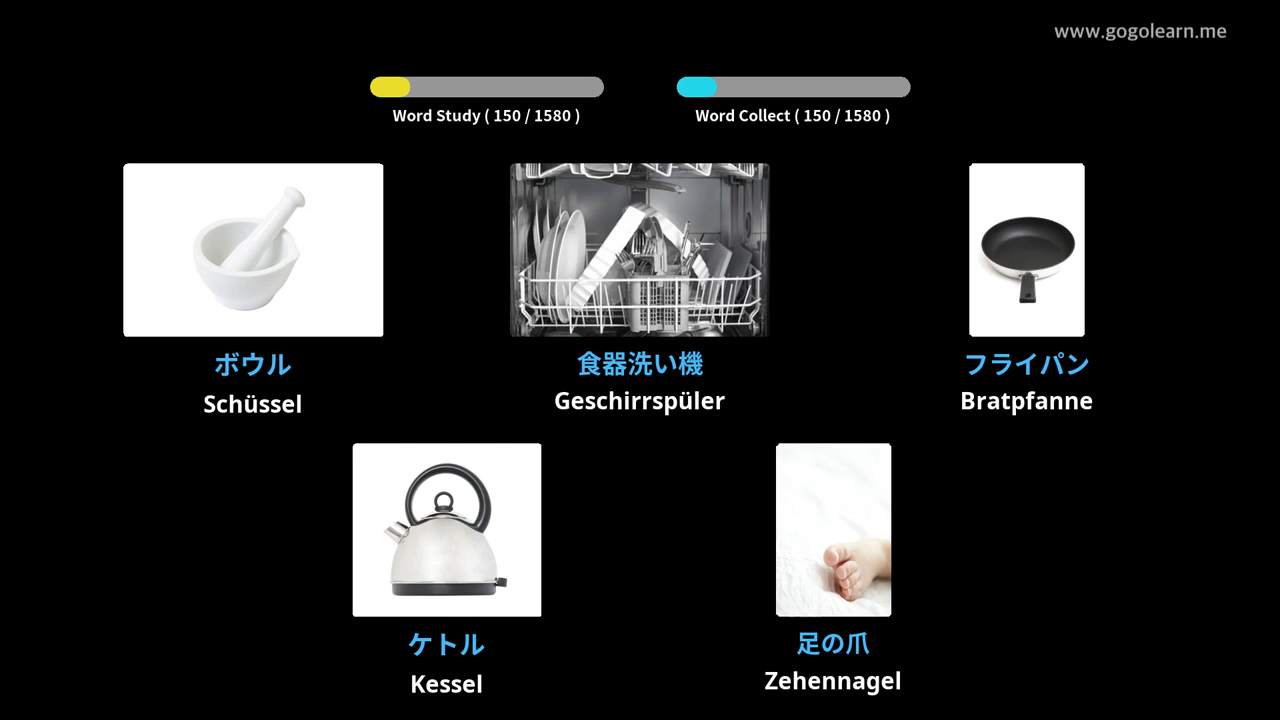 www.gogolearn.me
Word Study ( 150 / 1580 )
Word Collect ( 150 / 1580 )
ボウル
Schüssel
食器洗い機
Geschirrspüler
フライパン
Bratpfanne
ケトル
Kessel
足の爪
Zehennagel